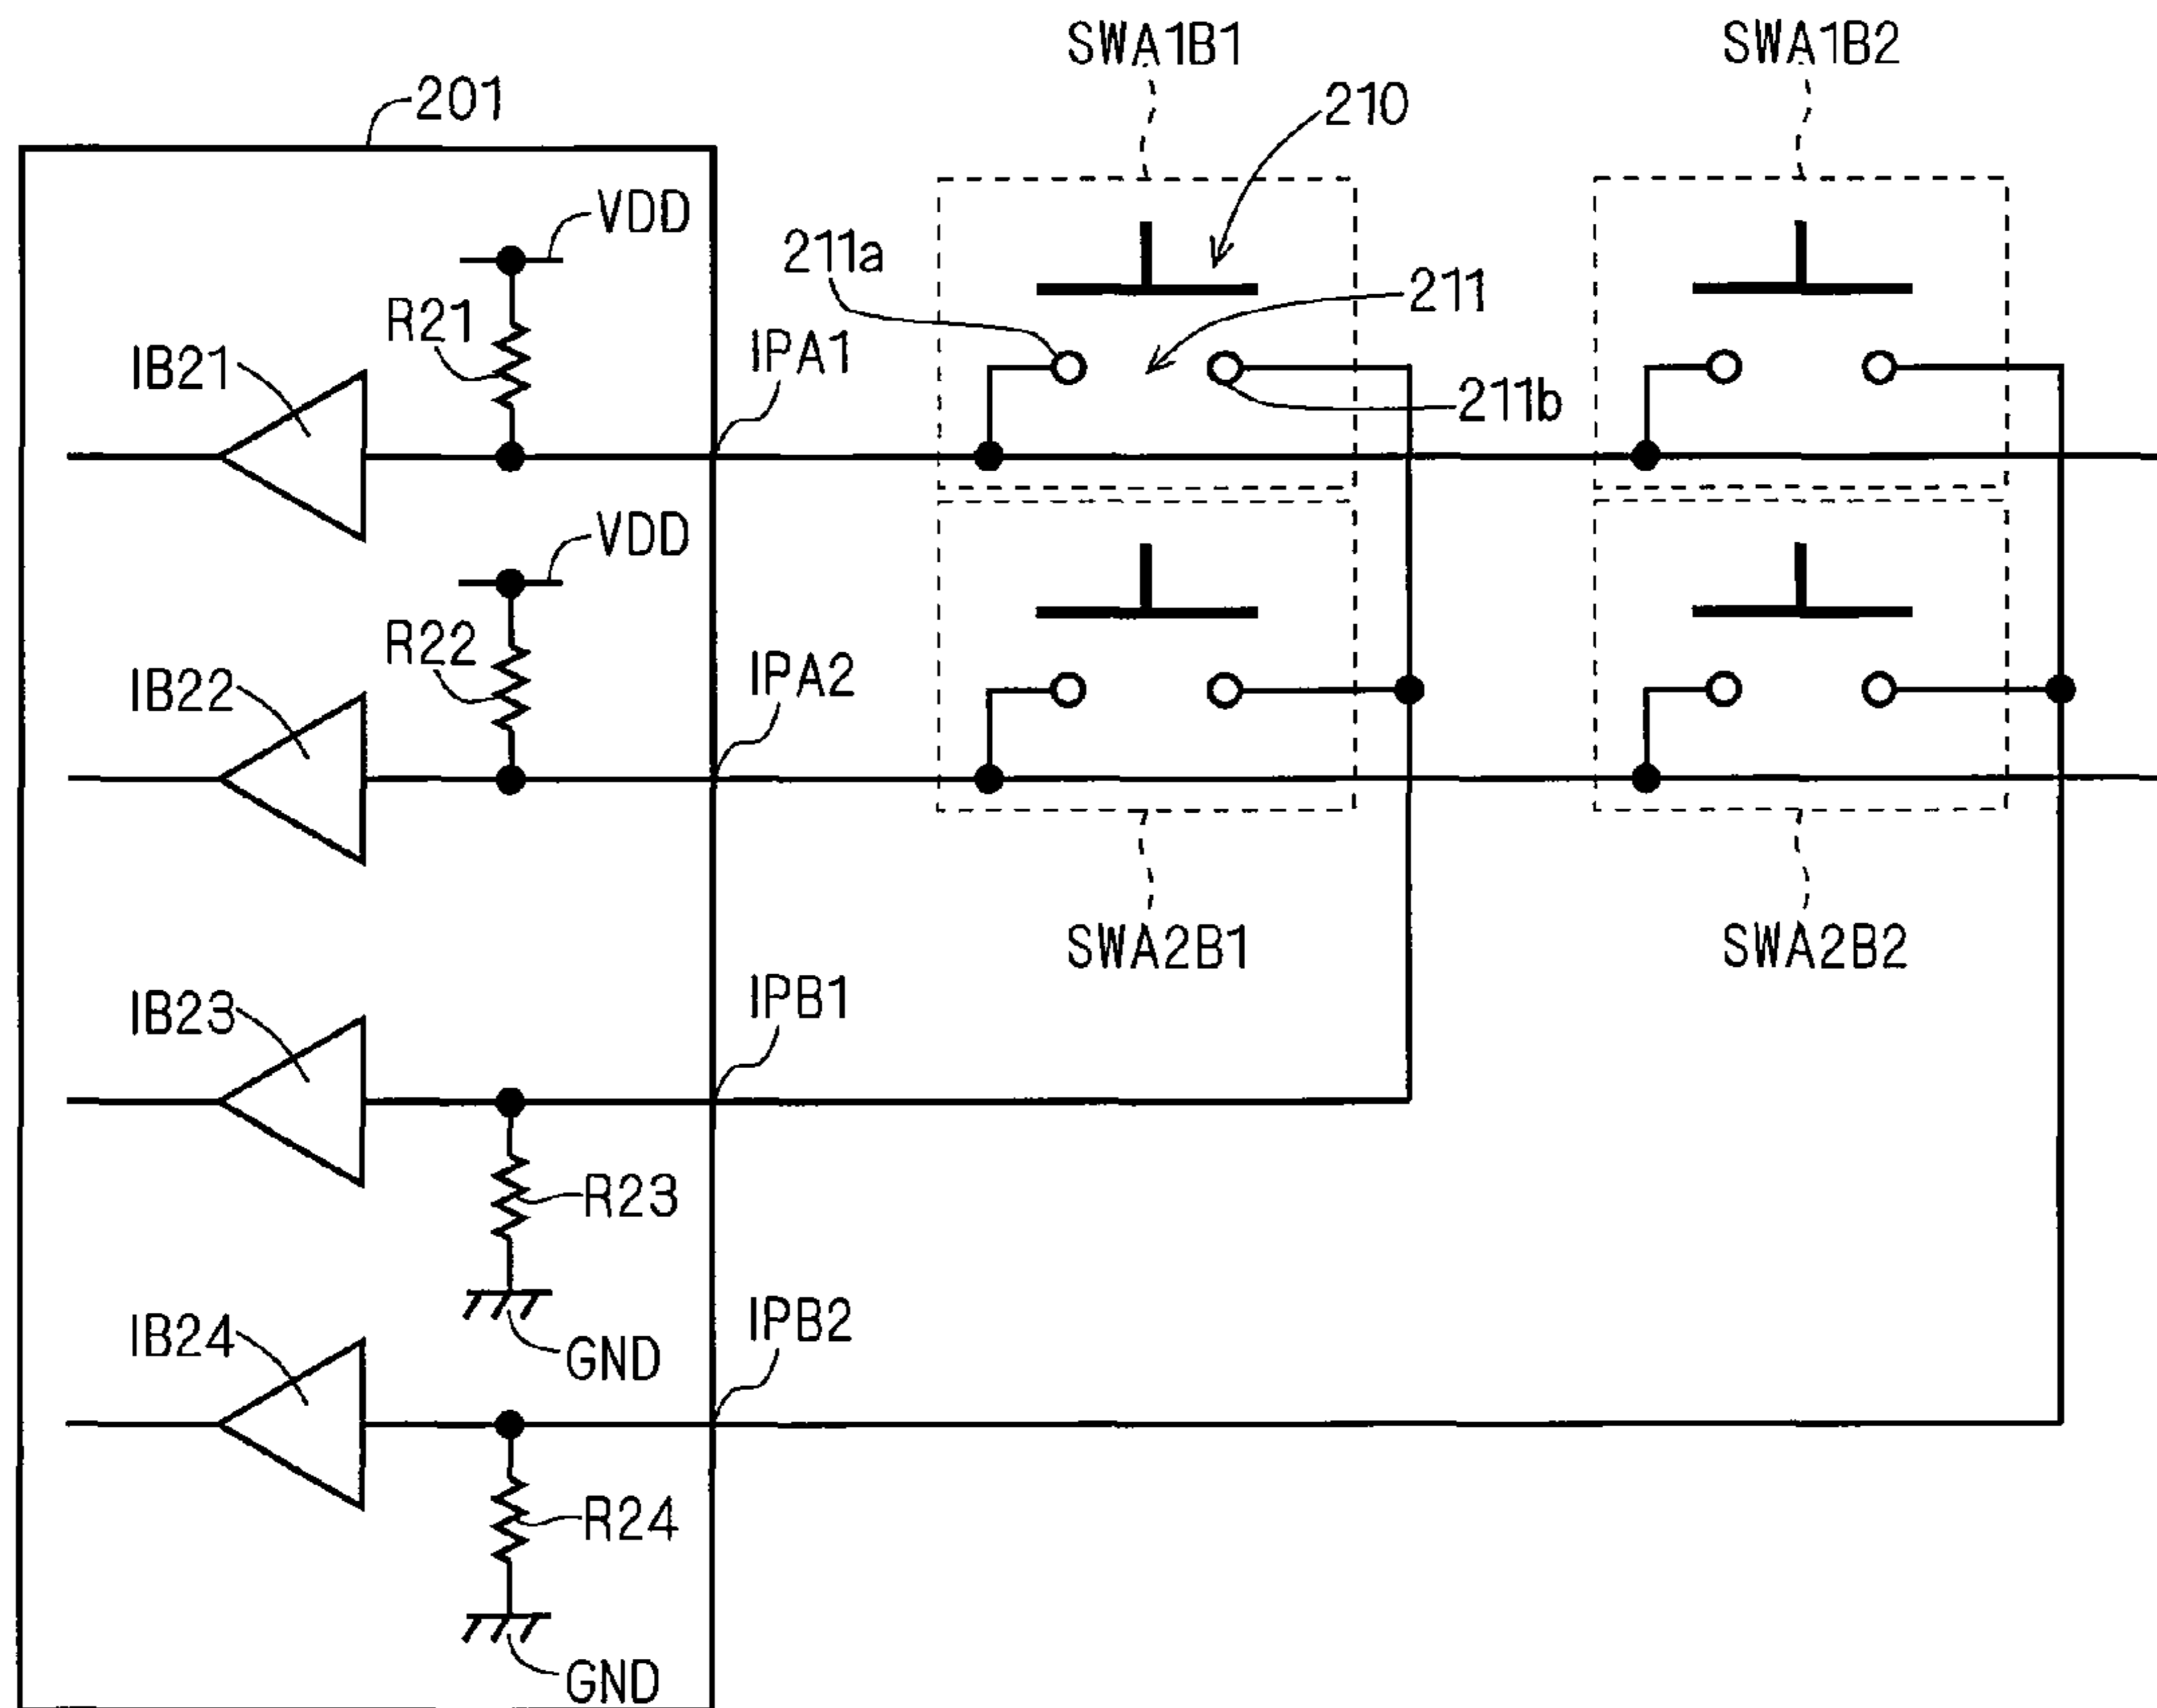 SWA1B1
SWA1B2
201
210
VDD
211a
211
R21
IPA1
IB21
211b
VDD
R22
IPA2
IB22
SWA2B1
SWA2B2
IPB1
IB23
R23
IPB2
IB24
GND
R24
GND